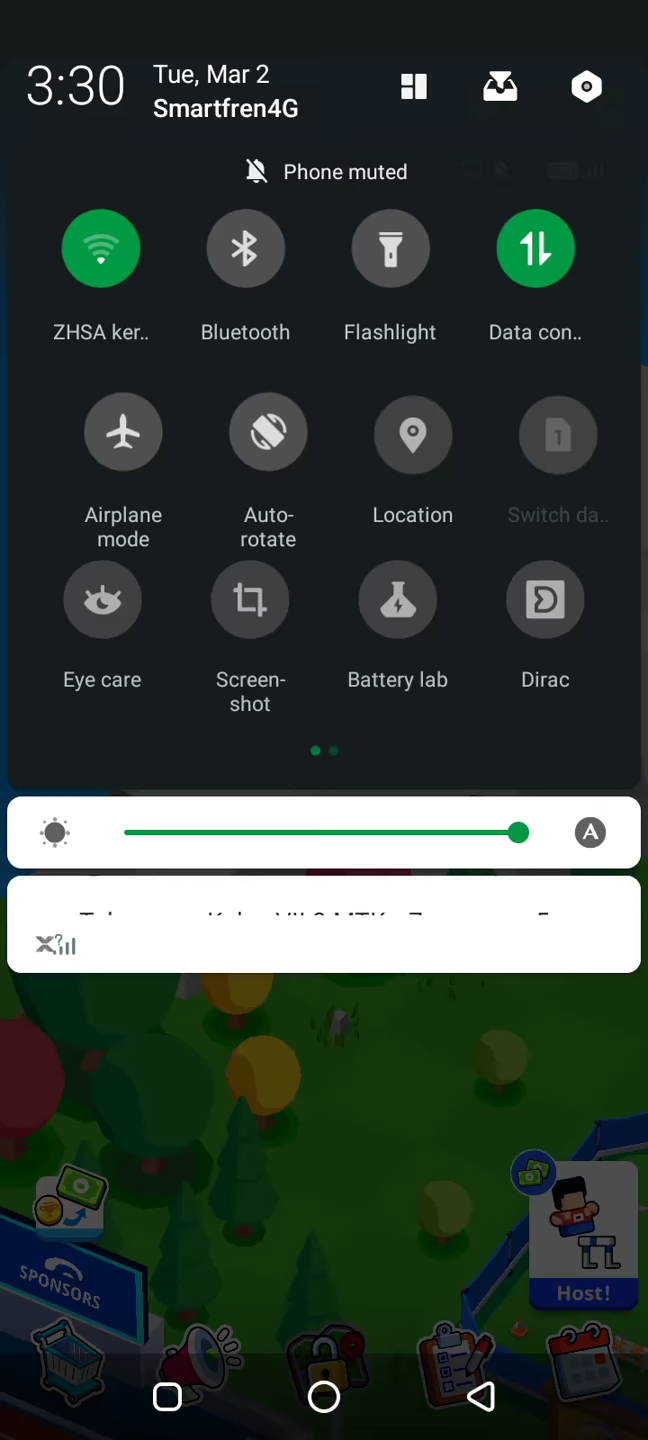 3:30
Tue, Mar 2
Smartfren4G
Phone muted
ZHSA ker..
Bluetooth
Flashlight
Data con..
Airplane
mode
Auto-
rotate
Location
1
Switch da..
Eye care
Screen-
shot
Battery lab
Dirac
A
SPONSORS
Host!